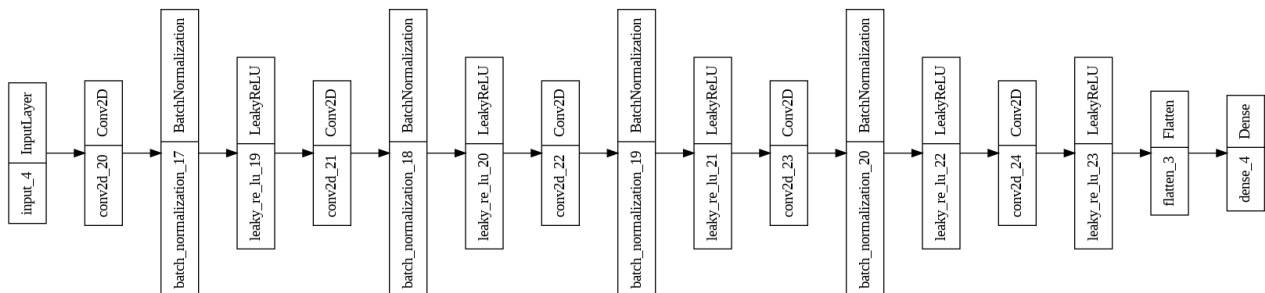 input_4
InputLayer
conv2d_20
Conv2D
batch_normalization_17
BatchNormalization
leaky_re_lu_19
LeakyReLU
conv2d_21
Conv2D
batch_normalization_18
BatchNormalization
leaky_re_lu_20
LeakyReLU
conv2d_22
Conv2D
batch_normalization_19
BatchNormalization
leaky_re_lu_21
LeakyReLU
conv2d_23
Conv2D
batch_normalization_20
BatchNormalization
leaky_re_lu_22
LeakyReLU
conv2d_24
Conv2D
leaky_re_lu_23
LeakyReLU
flatten_3
Flatten
dense_4
Dense